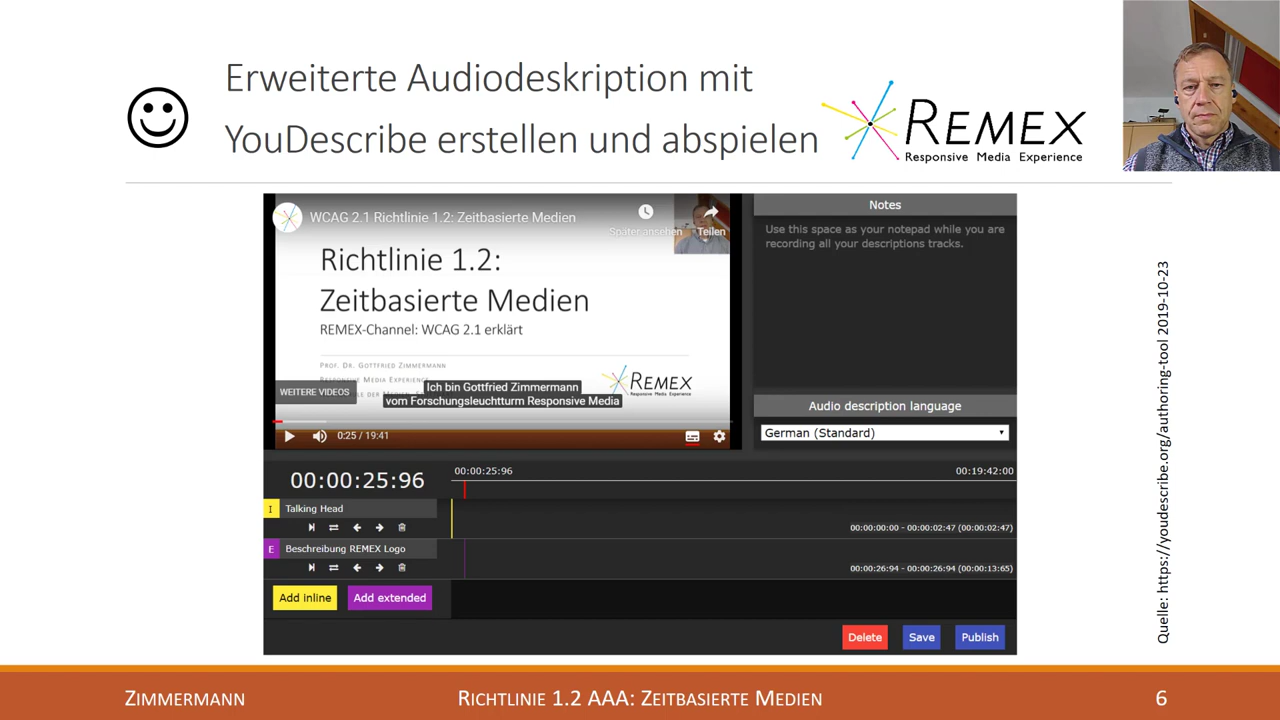 Erweiterte Audiodeskription mit
YouDescribe erstellen und abspielen
REMEX
Responsive Media Experience
WCAG 2.1 Richtlinie 1.2: Zeitbasierte Medien
Später ansehen
Teilen
Richtlinie 1.2:
Zeitbasierte Medien
REMEX-Channel: WCAG 2.1 erklärt
PROF. DR. GOTTFRIED ZIMMERMANN
RESPONSIVE MEDIA EXPERIENCE
REMEX
Responsive Media Experience
WEITERE VIDEOS
Ich bin Gottfried Zimmermann
vom Forschungsleuchtturm Responsive Media
0:25 / 19:41
Notes
Use this space as your notepad while you are
recording all your descriptions tracks.
Audio description language
German (Standard)
00:00:25:96
00:00:25:96
00:19:42:00
I
Talking Head
00:00:00:00 - 00:00:02:47 (00:00:02:47)
E
Beschreibung REMEX Logo
00:00:26:94 - 00:00:26:94 (00:00:13:65)
Add inline
Add extended
Delete
Save
Publish
Quelle: https://youdescribe.org/authoring-tool 2019-10-23
ZIMMERMANN
RICHTLINIE 1.2 AAA: ZEITBASIERTE MEDIEN
6